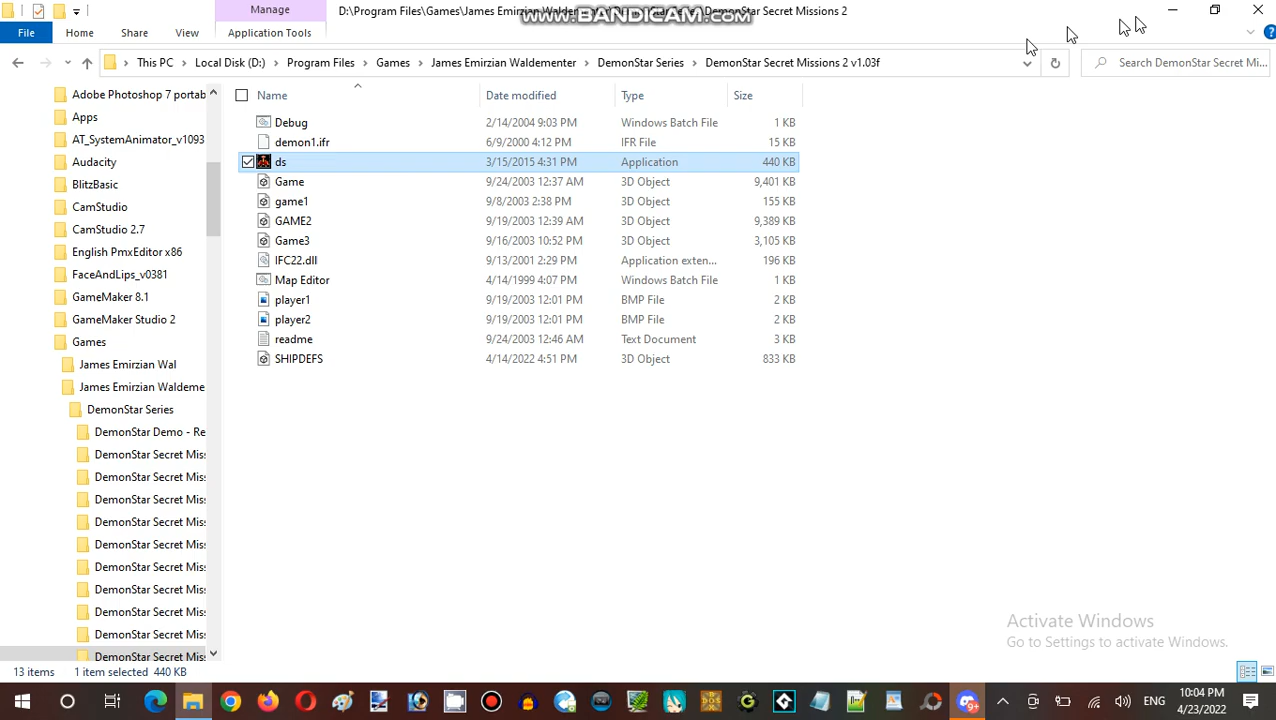 Manage
D:\Program Files\Games\James Emirzian Waldementer\DemonStar Series\DemonStar Secret Missions 2
www.BANDICAM.com
File
Home
Share
View
Application Tools
This PC
Local Disk (D:)
Program Files
Games
James Emirzian Waldementer
DemonStar Series
DemonStar Secret Missions 2 v1.03f
Search DemonStar Secret Mi...
Name
Date modified
Type
Size
Adobe Photoshop 7 portab
Apps
AT_SystemAnimator_v1093
Audacity
BlitzBasic
CamStudio
CamStudio 2.7
English PmxEditor x86
FaceAndLips_v0381
GameMaker 8.1
GameMaker Studio 2
Games
James Emirzian Wal
James Emirzian Waldeme
DemonStar Series
DemonStar Demo - Re
DemonStar Secret Mis
DemonStar Secret Mis
DemonStar Secret Mis
DemonStar Secret Mis
DemonStar Secret Mis
DemonStar Secret Mis
DemonStar Secret Mis
DemonStar Secret Mis
DemonStar Secret Mis
DemonStar Secret Mis
Debug 2/14/2004 9:03 PM Windows Batch File 1 KB
demon1.ifr 6/9/2000 4:12 PM IFR File 15 KB
ds 3/15/2015 4:31 PM Application 440 KB
Game 9/24/2003 12:37 AM 3D Object 9,401 KB
game1 9/8/2003 2:38 PM 3D Object 155 KB
GAME2 9/19/2003 12:39 AM 3D Object 9,389 KB
Game3 9/16/2003 10:52 PM 3D Object 3,105 KB
IFC22.dll 9/13/2001 2:29 PM Application exten... 196 KB
Map Editor 4/14/1999 4:07 PM Windows Batch File 1 KB
player1 9/19/2003 12:01 PM BMP File 2 KB
player2 9/19/2003 12:01 PM BMP File 2 KB
readme 9/24/2003 12:46 AM Text Document 3 KB
SHIPDEFS 4/14/2022 4:51 PM 3D Object 833 KB
Activate Windows
Go to Settings to activate Windows.
13 items
1 item selected 440 KB
9+
ENG
10:04 PM
4/23/2022